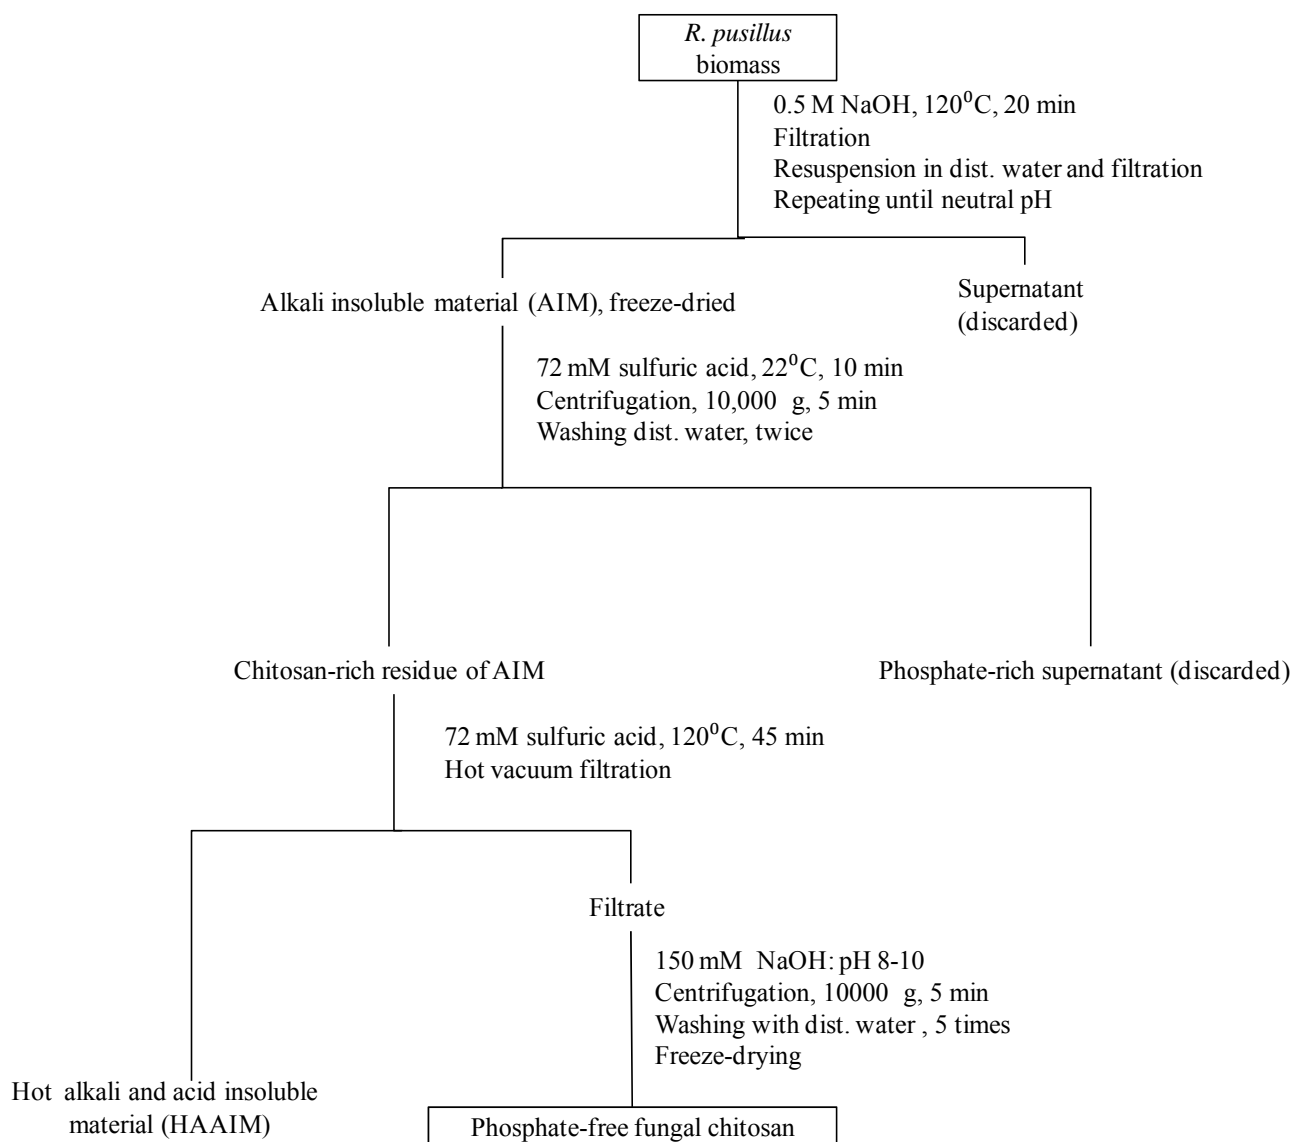 R. pusillus
biomass
0.5 M NaOH, 120⁰C, 20 min
Filtration
Resuspension in dist. water and filtration
Repeating until neutral pH
Alkali insoluble material (AIM), freeze-dried
Supernatant
(discarded)
72 mM sulfuric acid, 22⁰C, 10 min
Centrifugation, 10,000 g, 5 min
Washing dist. water, twice
Chitosan-rich residue of AIM
Phosphate-rich supernatant (discarded)
72 mM sulfuric acid, 120⁰C, 45 min
Hot vacuum filtration
Filtrate
150 mM NaOH: pH 8-10
Centrifugation, 10000 g, 5 min
Washing with dist. water , 5 times
Freeze-drying
Hot alkali and acid insoluble
material (HAAIM)
Phosphate-free fungal chitosan